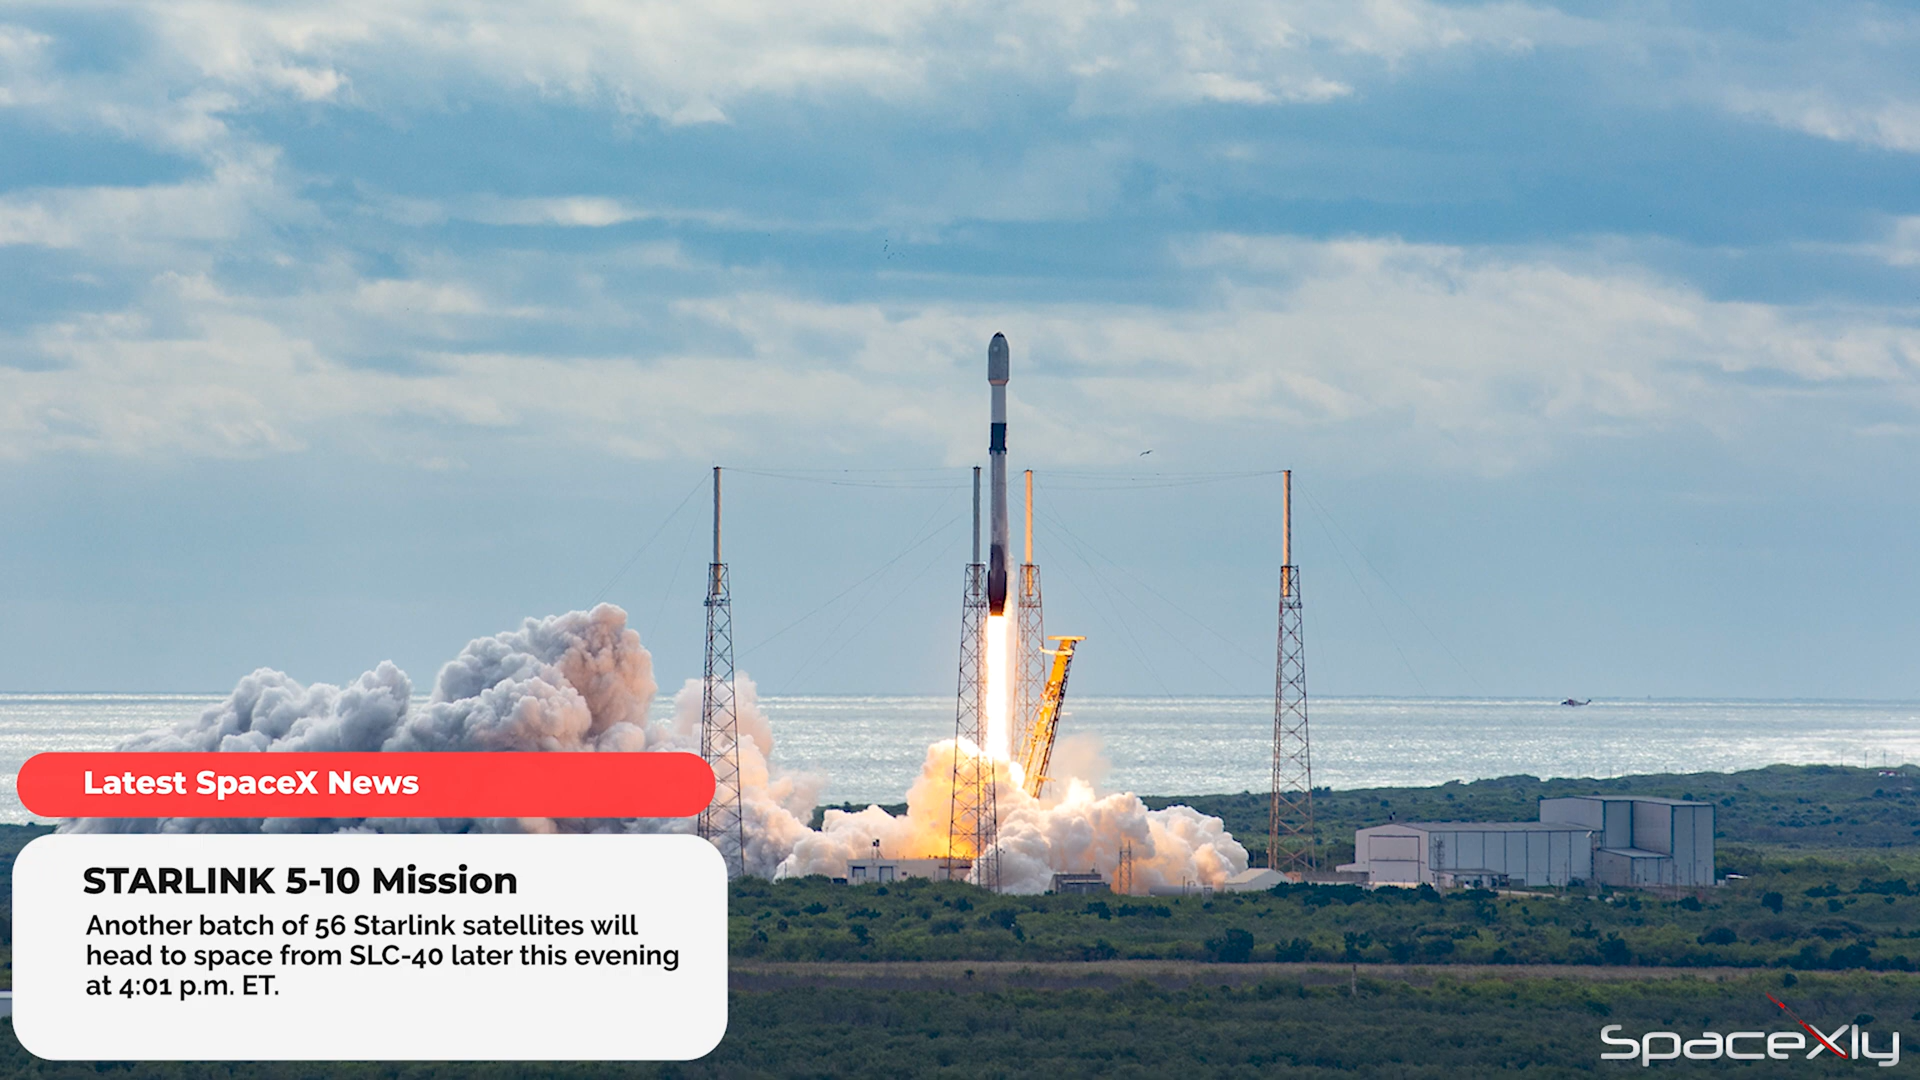 Latest SpaceX News
STARLINK 5-10 Mission
Another batch of 56 Starlink satellites will
head to space from SLC-40 later this evening
at 4:01 p.m. ET.
SpaceXly